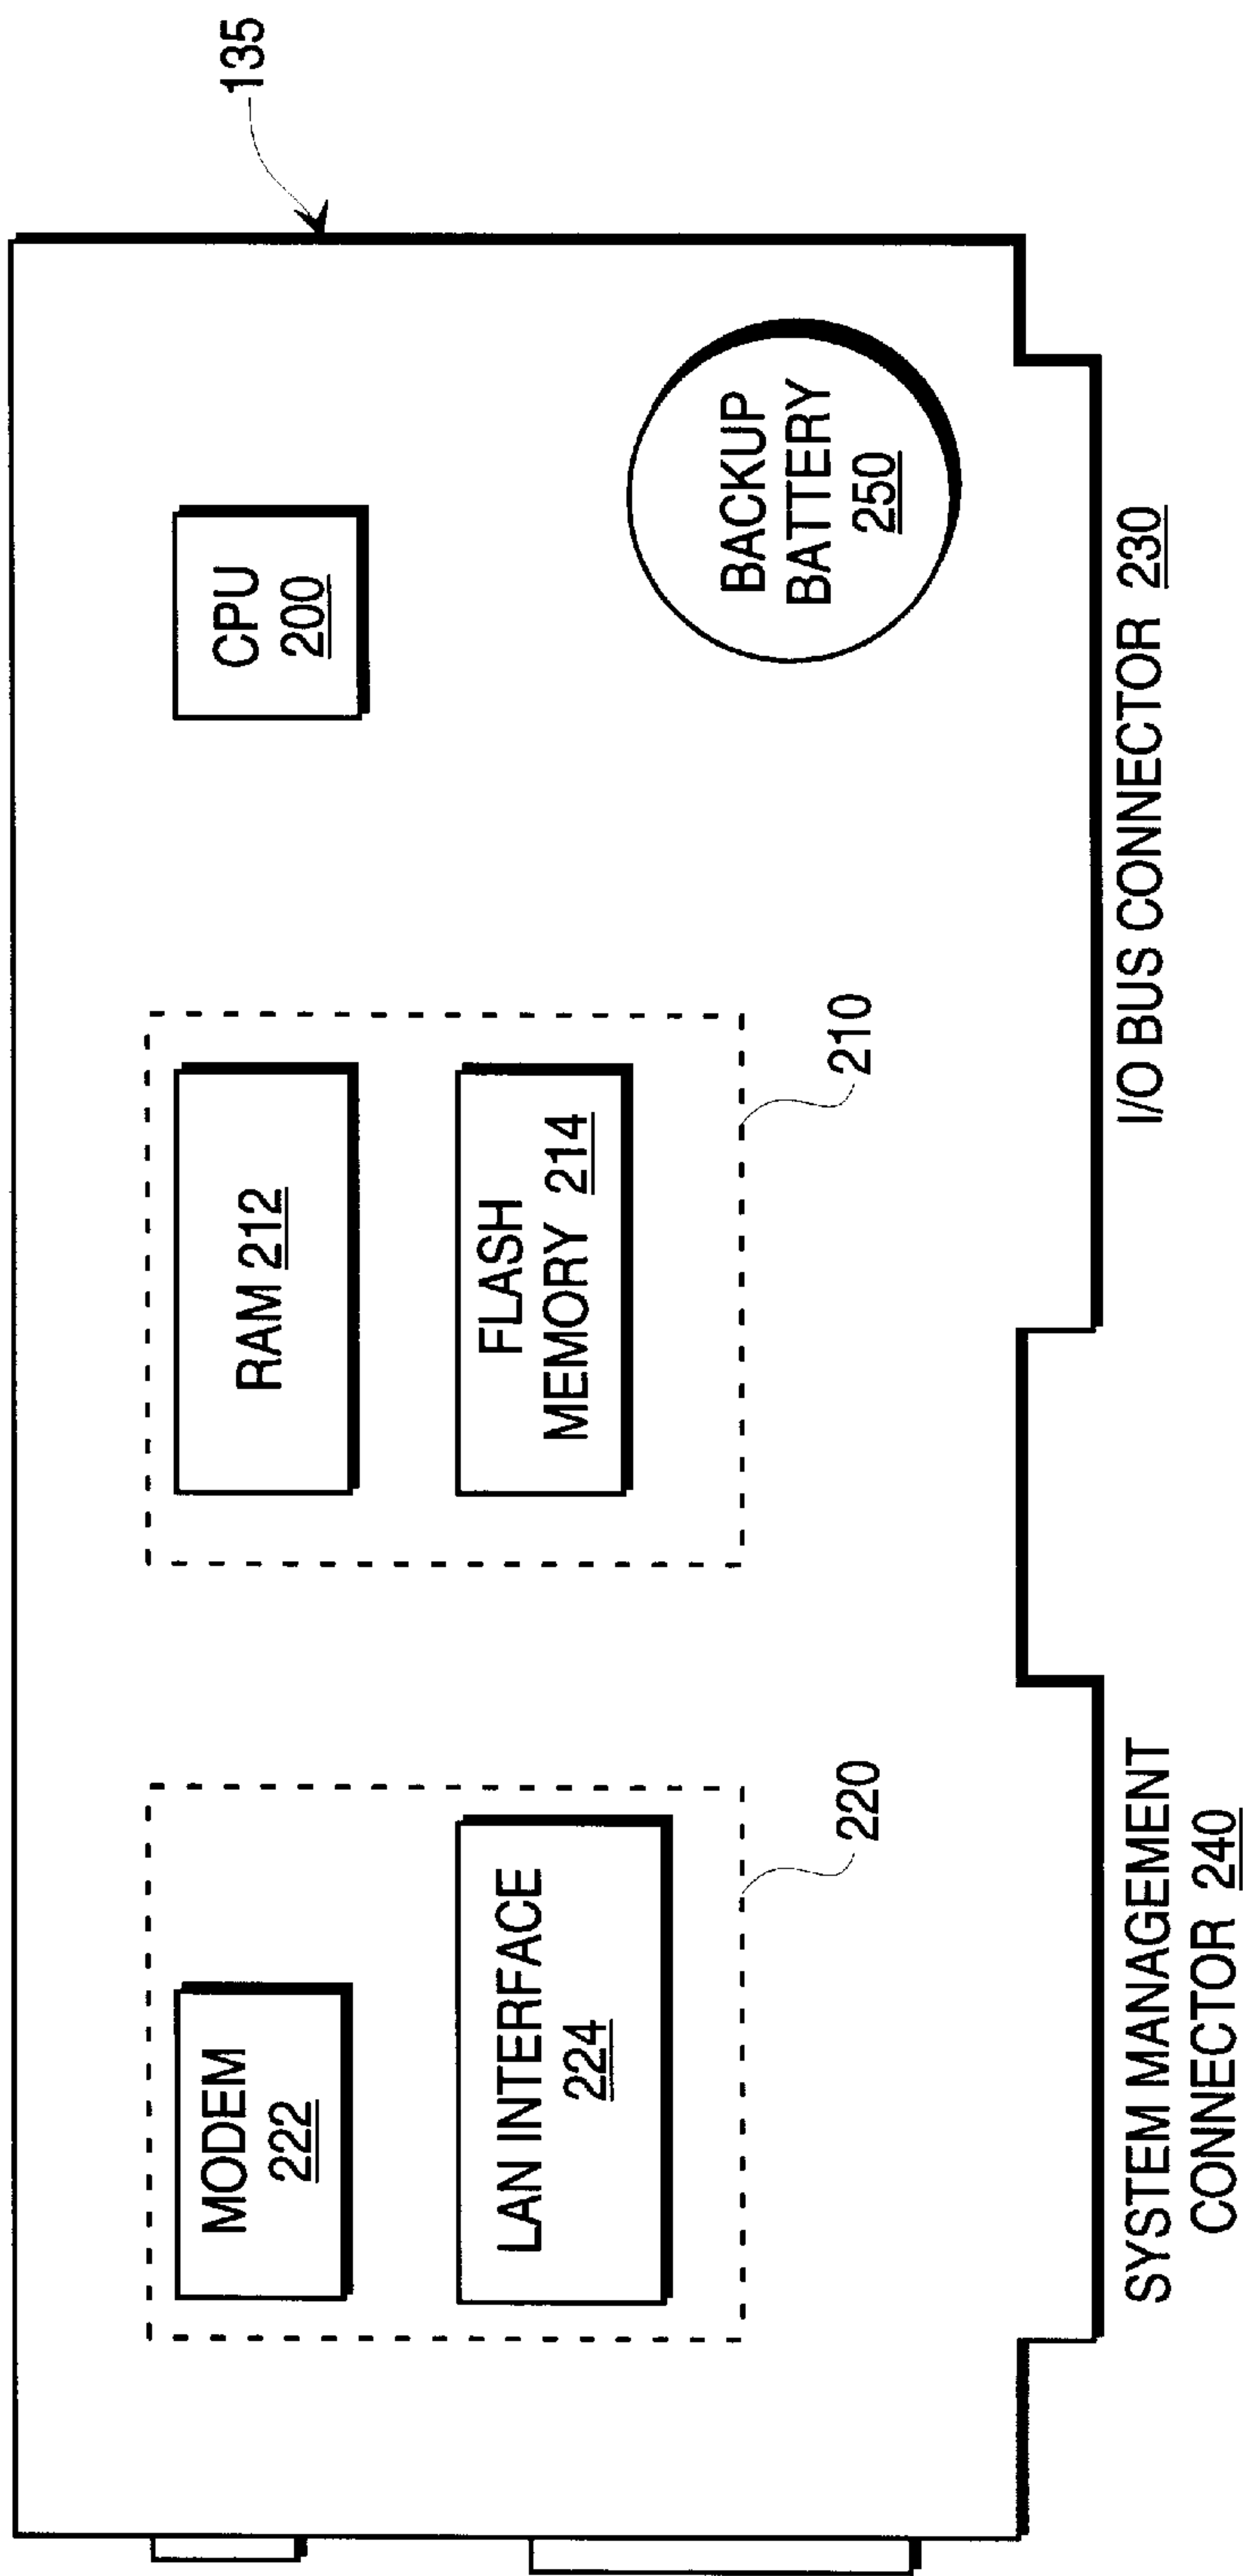 135
MODEM
222
RAM 212
CPU
200
LAN INTERFACE
224
FLASH
MEMORY 214
BACKUP
BATTERY
250
220
210
SYSTEM MANAGEMENT
CONNECTOR 240
I/O BUS CONNECTOR 230